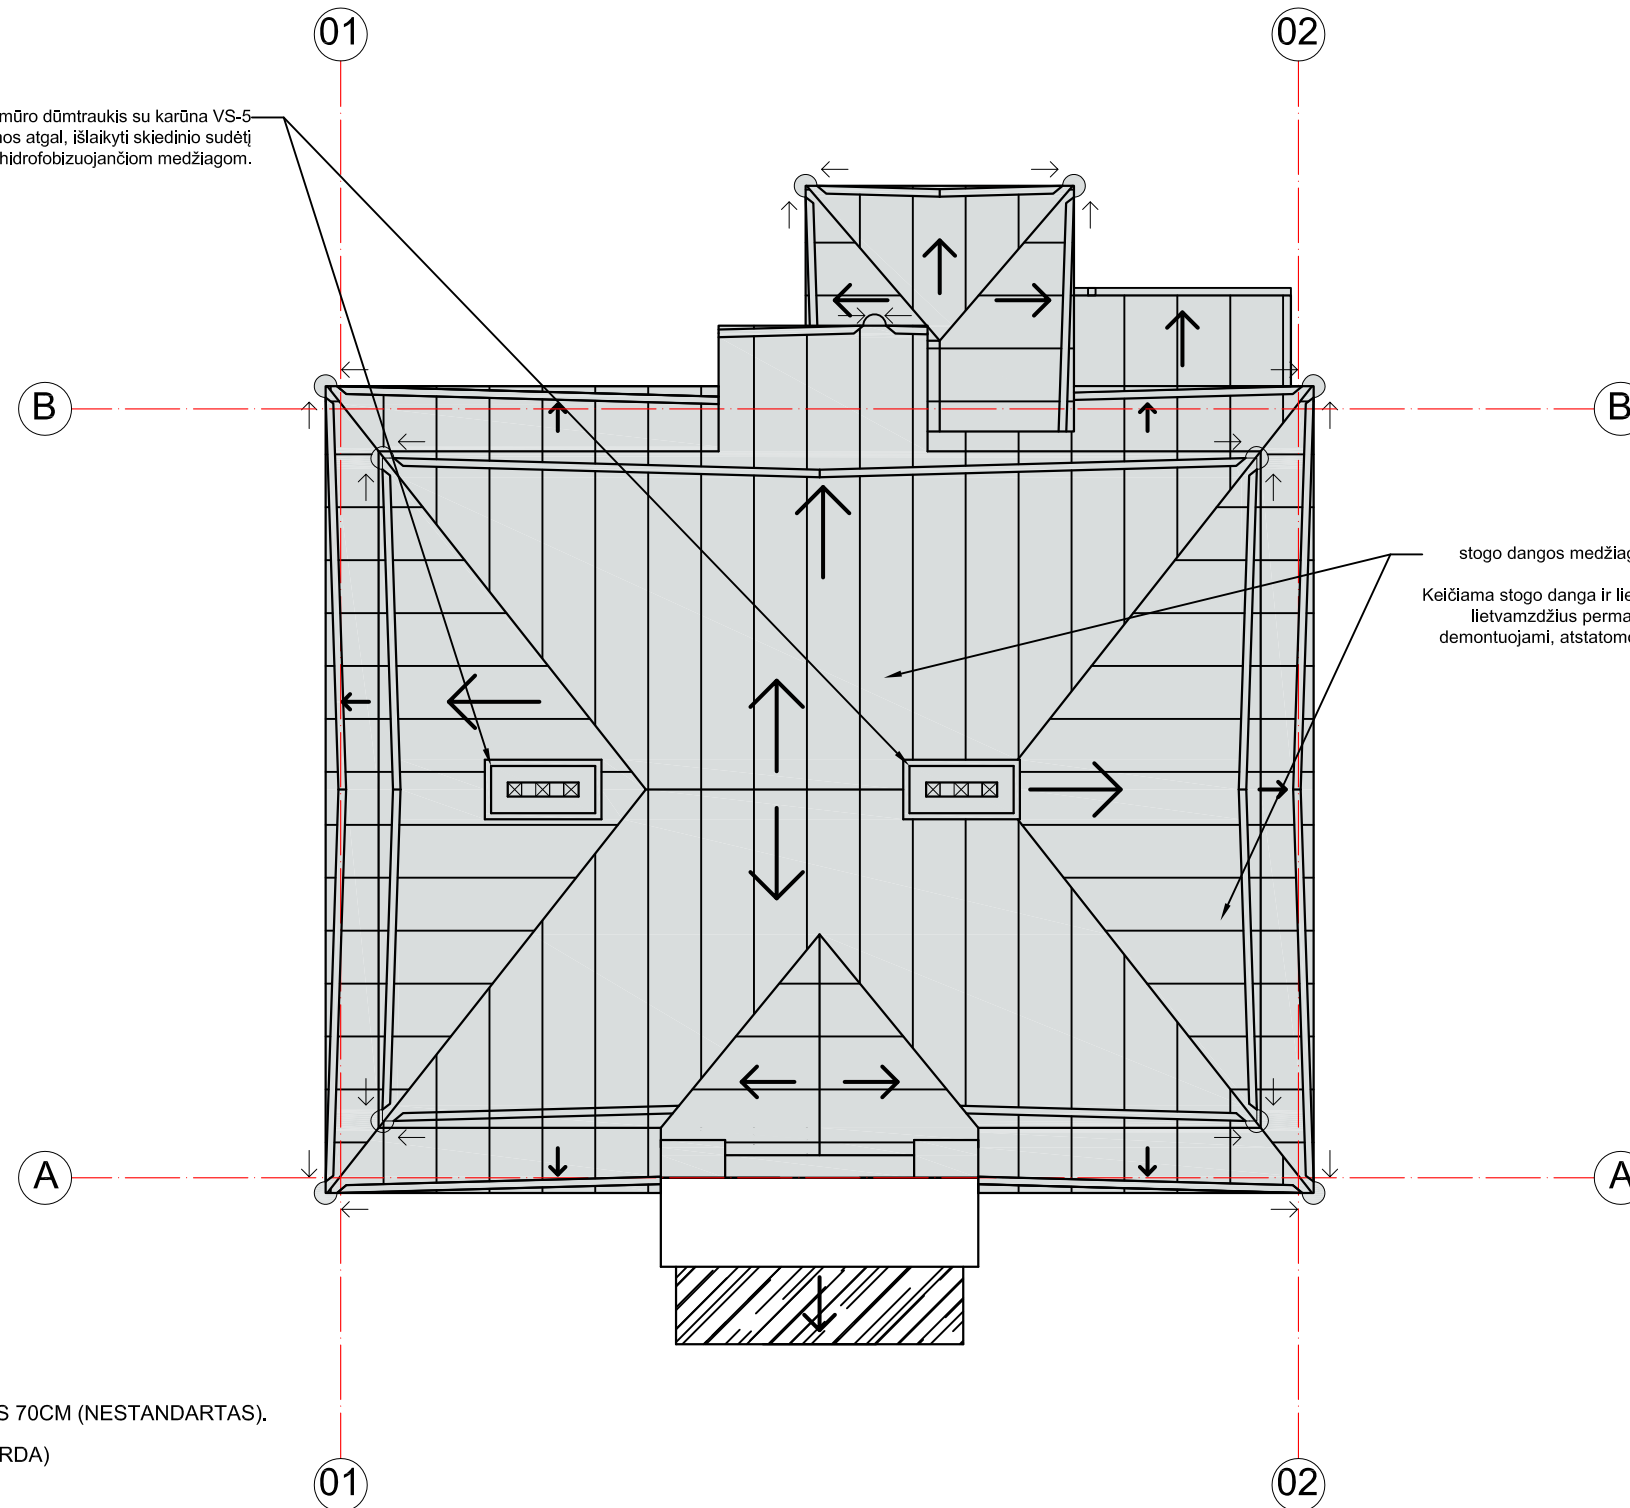 01
02
mūro dūmtraukis su karūna VS-5
nos atgal, išlaikyti skiedinio sudėtį
hidrofobizuojančiom medžiagom.
B
B
stogo dangos medžiag
Keičiama stogo danga ir lie
lietvamzdžius perma
demontuojami, atstatom
A
A
S 70CM (NESTANDARTAS).
RDA)
01
02